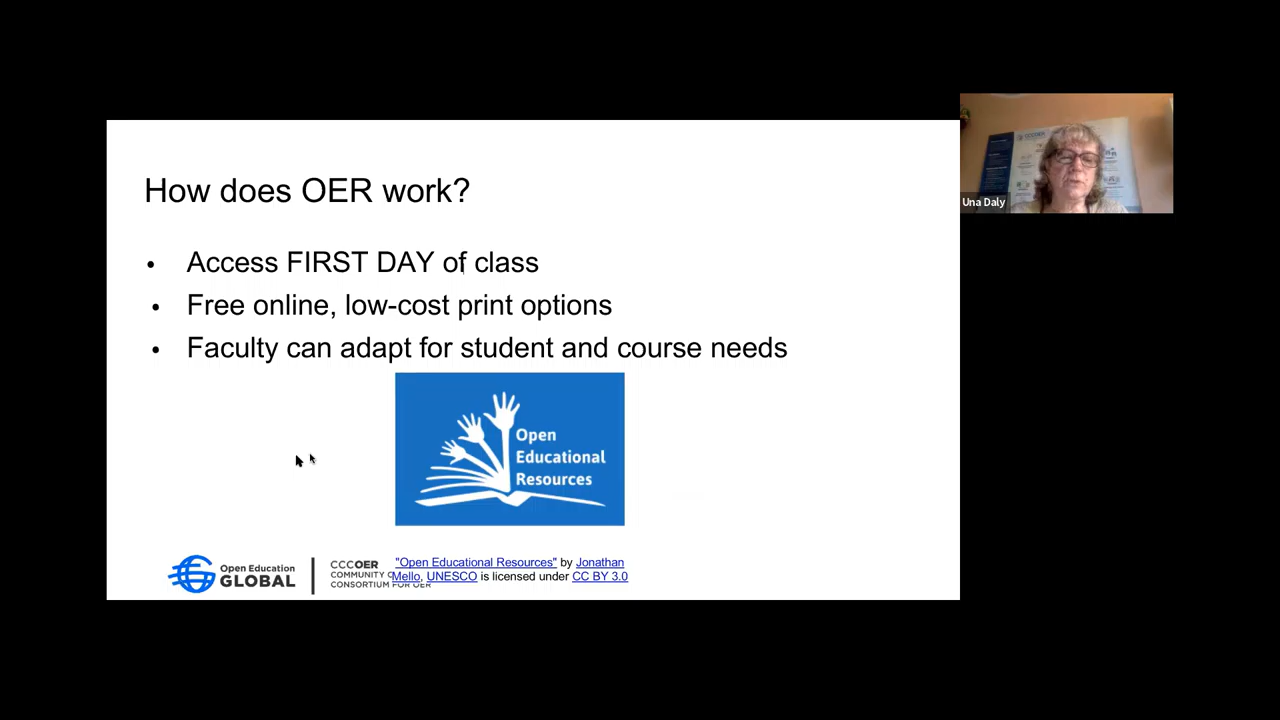 How does OER work?
• Access FIRST DAY of class
• Free online, low-cost print options
• Faculty can adapt for student and course needs
Open
Educational
Resources
Open Education
GLOBAL
CCCOER
COMMUNITY C
CONSORTIUM FOR OER
"Open Educational Resources" by Jonathan
Mello, UNESCO is licensed under CC BY 3.0
Una Daly